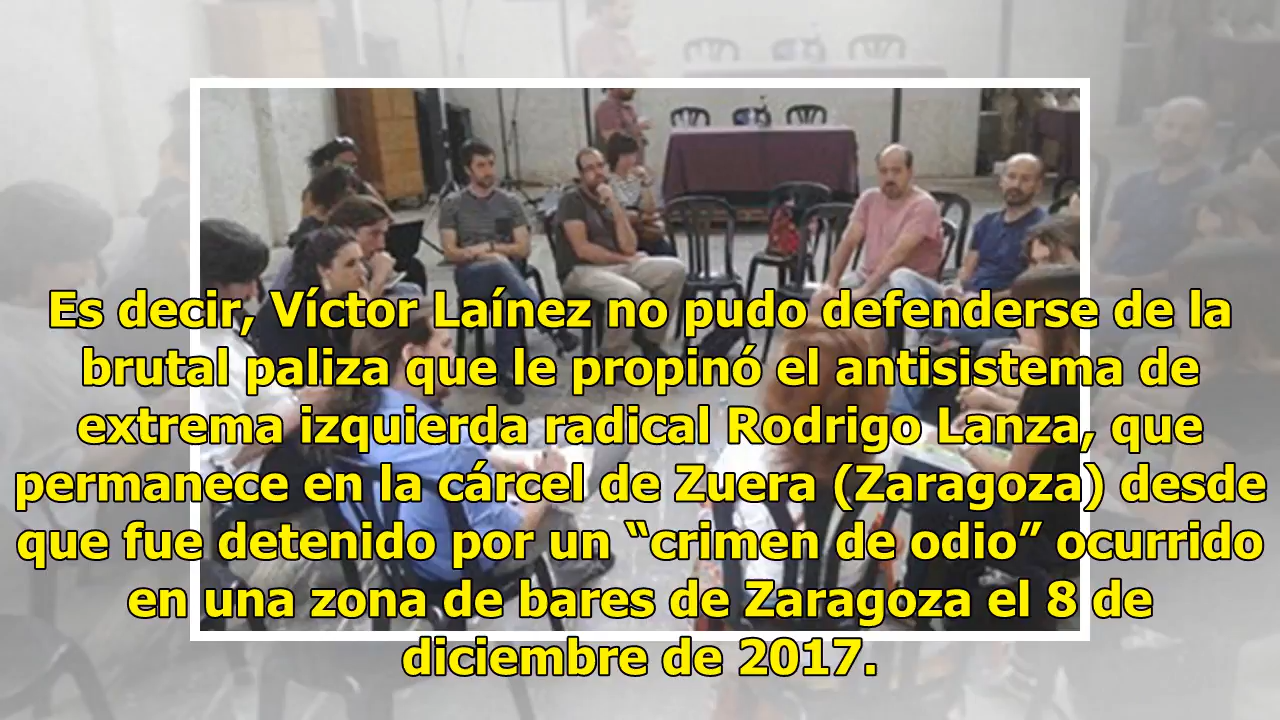 Es decir, Víctor Laínez no pudo defenderse de la
brutal paliza que le propinó el antisistema de
extrema izquierda radical Rodrigo Lanza, que
permanece en la cárcel de Zuera (Zaragoza) desde
que fue detenido por un “crimen de odio” ocurrido
en una zona de bares de Zaragoza el 8 de
diciembre de 2017.